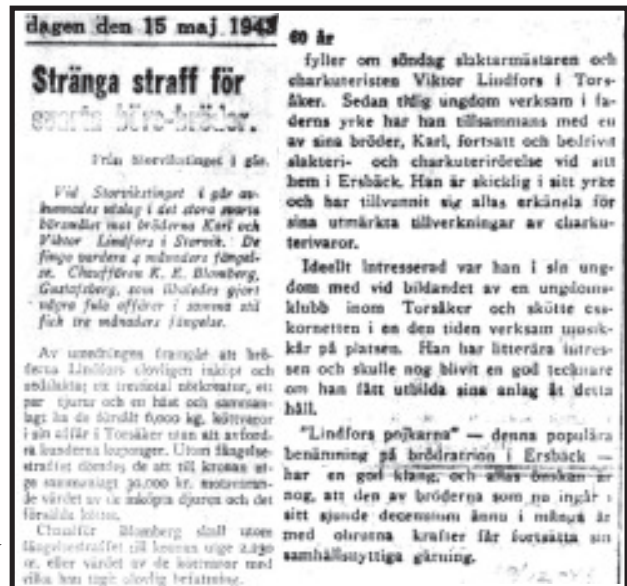 dagen den 15 maj 1943
Stränga straff för
svarta börs-bröder.
Från Storvikstinget i går.
Vid Storvikstinget i går av-
kunnades utslag i det stora svarta
börsmålet mot bröderna Karl och
Viktor Lindfors i Storvik. De
fingo vardera 4 månaders fängel-
se. Chauffören K. E. Blomberg,
Gustafsberg, som likaledes gjort
några fula affärer i samma stil
fick tre månaders fängelse.
Av utredningen framgår att brö-
derna Lindfors olovligen inköpt och
nedslaktat ett trettiotal nötkreatur, ett
par tjurar och en häst och samman-
lagt ha de försålt 6,000 kg. köttvaror
i sin affär i Torsåker utan att avford-
ra kunderna kuponger. Utom fängelse-
straffet dömdes de att till kronan ut-
ge sammanlagt 30,000 kr. motsvaran-
de värdet av de inköpta djuren och det
försålda köttet.
Chaufför Blomberg skall utom
fängelsestraffet till kronan utge 2,230
kr. eller värdet av de köttvaror med
vilka han tagit olovlig befattning.
60 år
fyller om söndag slaktarmästaren och
charkuteristen Viktor Lindfors i Tors-
åker. Sedan tidig ungdom verksam i fa-
derns yrke har han tillsammans med en
av sina bröder, Karl, fortsatt och bedrivit
slakteri- och charkuterirörelse vid sitt
hem i Ersbäck. Han är skicklig i sitt yrke
och har tillvunnit sig allas erkänsla för
sina utmärkta tillverkningar av charku-
terivaror.
Ideellt intresserad var han i sin ung-
dom med vid bildandet av en ungdoms-
klubb inom Torsåker och skötte ess-
kornetten i en den tiden verksam musik-
kår på platsen. Han har litterära intres-
sen och skulle nog blivit en god tecknare
om han fått utbilda sina anlag åt detta
håll.
"Lindfors pojkarna" — denna populära
benämning på brödratrion i Ersbäck —
har en god klang, och allas önskan är
nog, att den av bröderna som nu ingår i
sitt sjunde decennium ännu i många år
med obrutna krafter får fortsätta sin
samhällsnyttiga gärning.